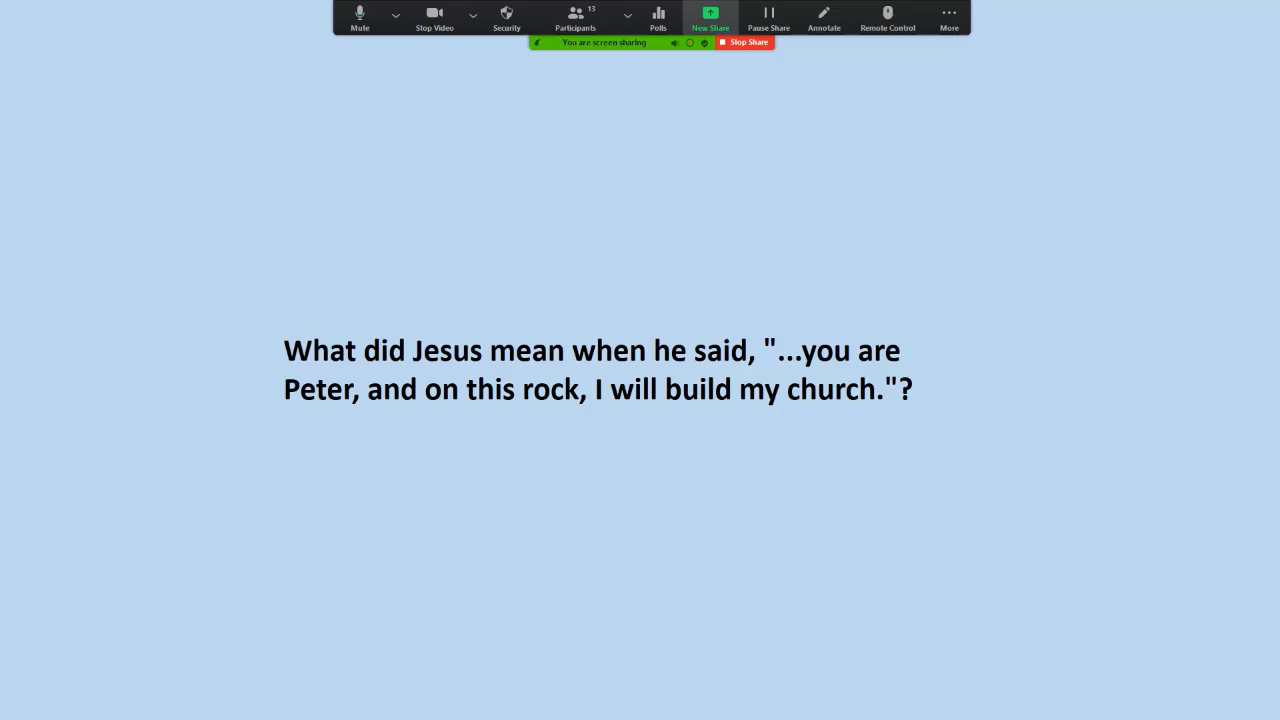 13
Mute
Stop Video
Security
Participants
Polls
New Share
Pause Share
Annotate
Remote Control
More
You are screen sharing
Stop Share
What did Jesus mean when he said, "...you are
Peter, and on this rock, I will build my church."?